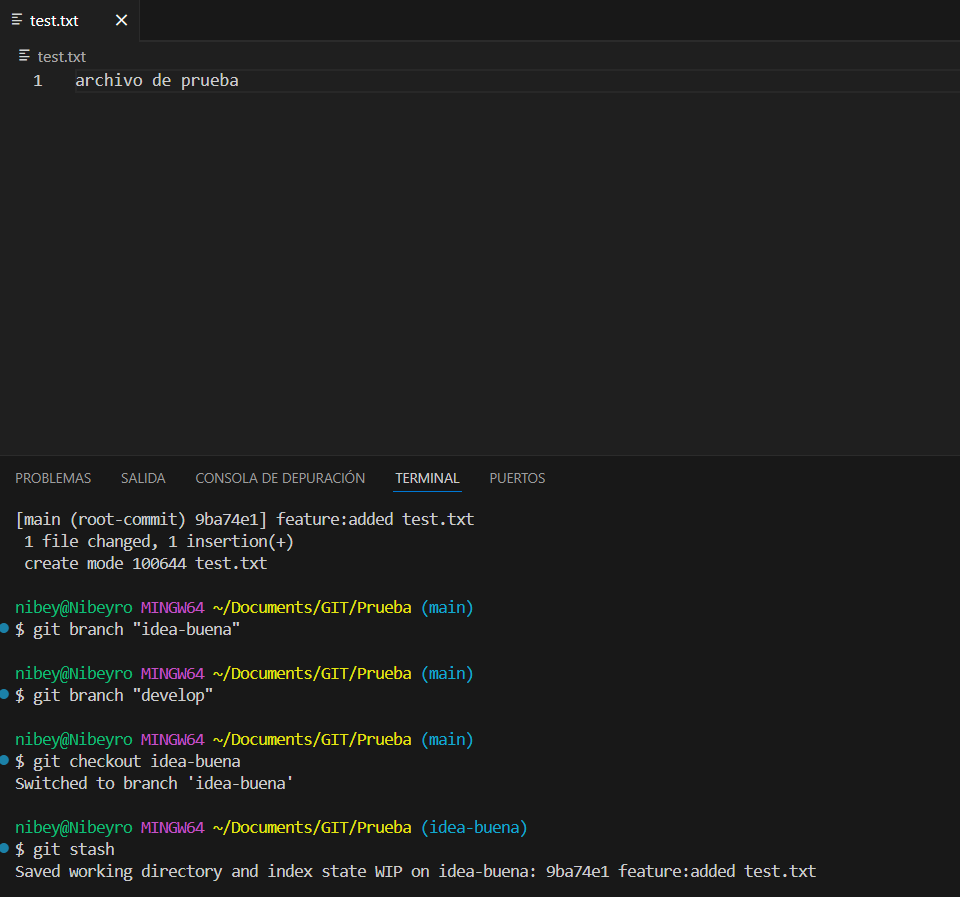 test.txt
test.txt
1 archivo de prueba
PROBLEMAS SALIDA CONSOLA DE DEPURACIÓN TERMINAL PUERTOS
[main (root-commit) 9ba74e1] feature:added test.txt
1 file changed, 1 insertion(+)
create mode 100644 test.txt
nibey@Nibeyro MINGW64 ~/Documents/GIT/Prueba (main)
$ git branch "idea-buena"
nibey@Nibeyro MINGW64 ~/Documents/GIT/Prueba (main)
$ git branch "develop"
nibey@Nibeyro MINGW64 ~/Documents/GIT/Prueba (main)
$ git checkout idea-buena
Switched to branch 'idea-buena'
nibey@Nibeyro MINGW64 ~/Documents/GIT/Prueba (idea-buena)
$ git stash
Saved working directory and index state WIP on idea-buena: 9ba74e1 feature:added test.txt